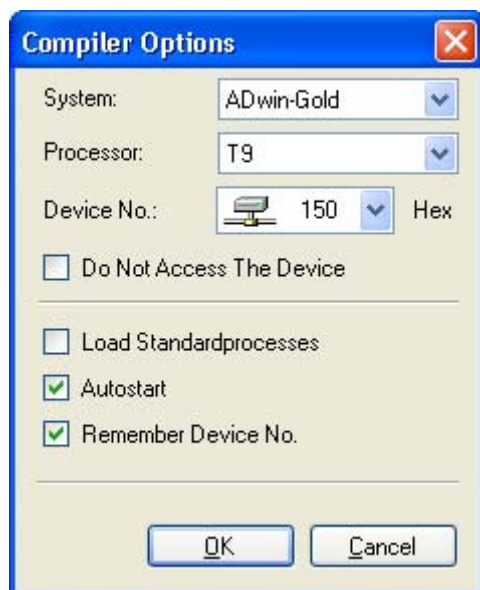 Compiler Options
System: ADwin-Gold
Processor: T9
Device No.: 150 Hex
Do Not Access The Device
Load Standardprocesses
Autostart
Remember Device No.
OK Cancel